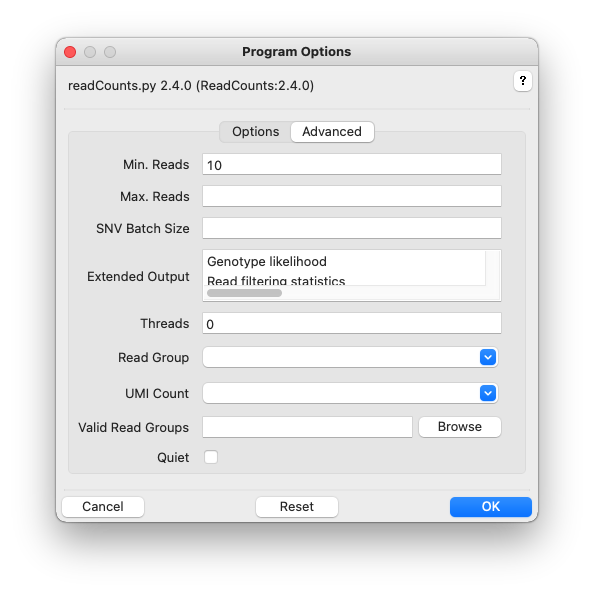 Program Options
readCounts.py 2.4.0 (ReadCounts:2.4.0)
?
Options Advanced
Min. Reads 10
Max. Reads
SNV Batch Size
Genotype likelihood
Extended Output
Read filtering statistics
Threads 0
Read Group
UMI Count
Valid Read Groups Browse
Quiet
Cancel Reset OK